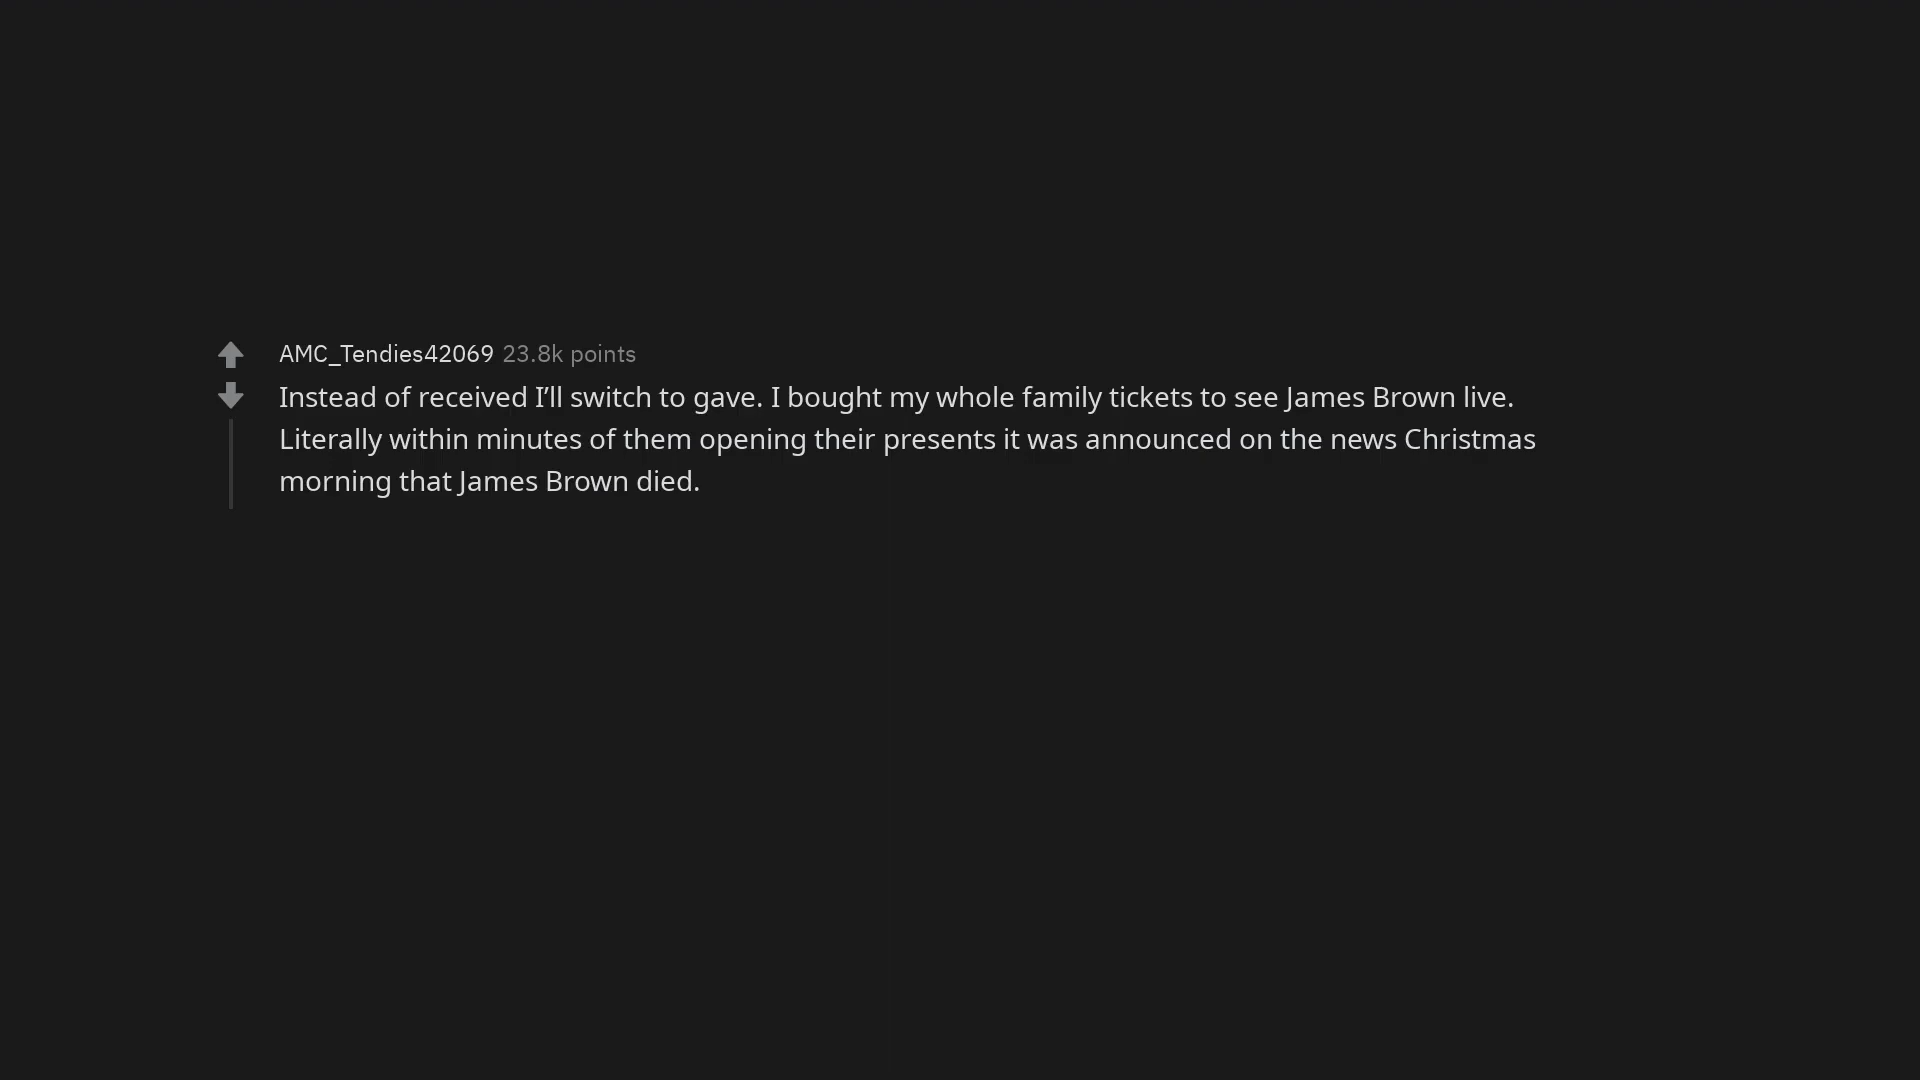 AMC_Tendies42069 23.8k points
Instead of received I’ll switch to gave. I bought my whole family tickets to see James Brown live.
Literally within minutes of them opening their presents it was announced on the news Christmas
morning that James Brown died.